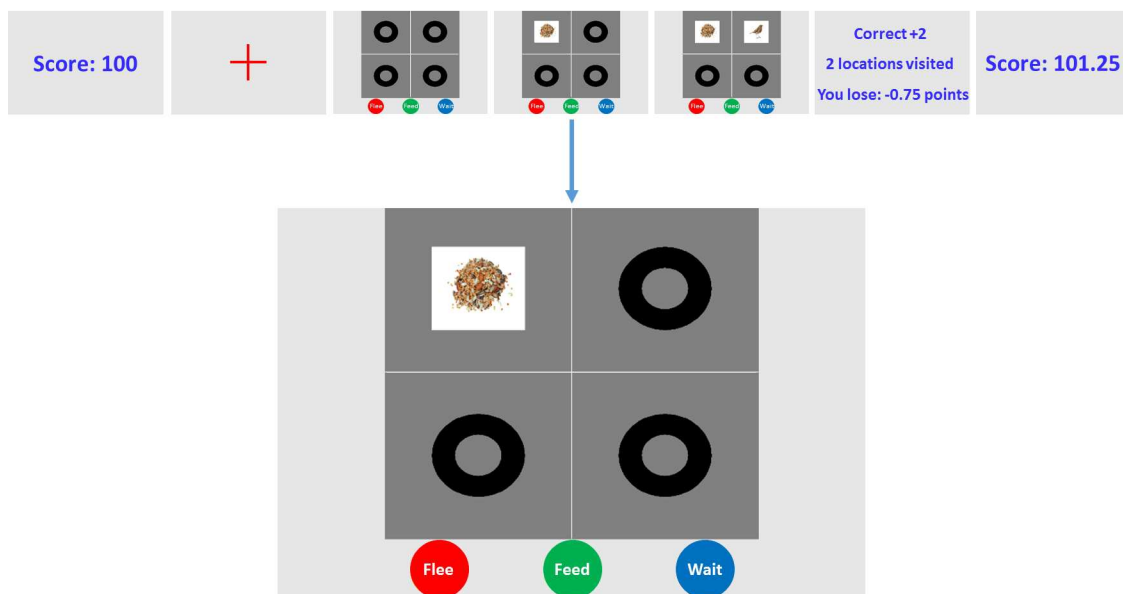 Score: 100
Flee Feed Wait
Flee Feed Wait
Flee Feed Wait
Correct +2
2 locations visited
You lose: -0.75 points
Score: 101.25
Flee Feed Wait